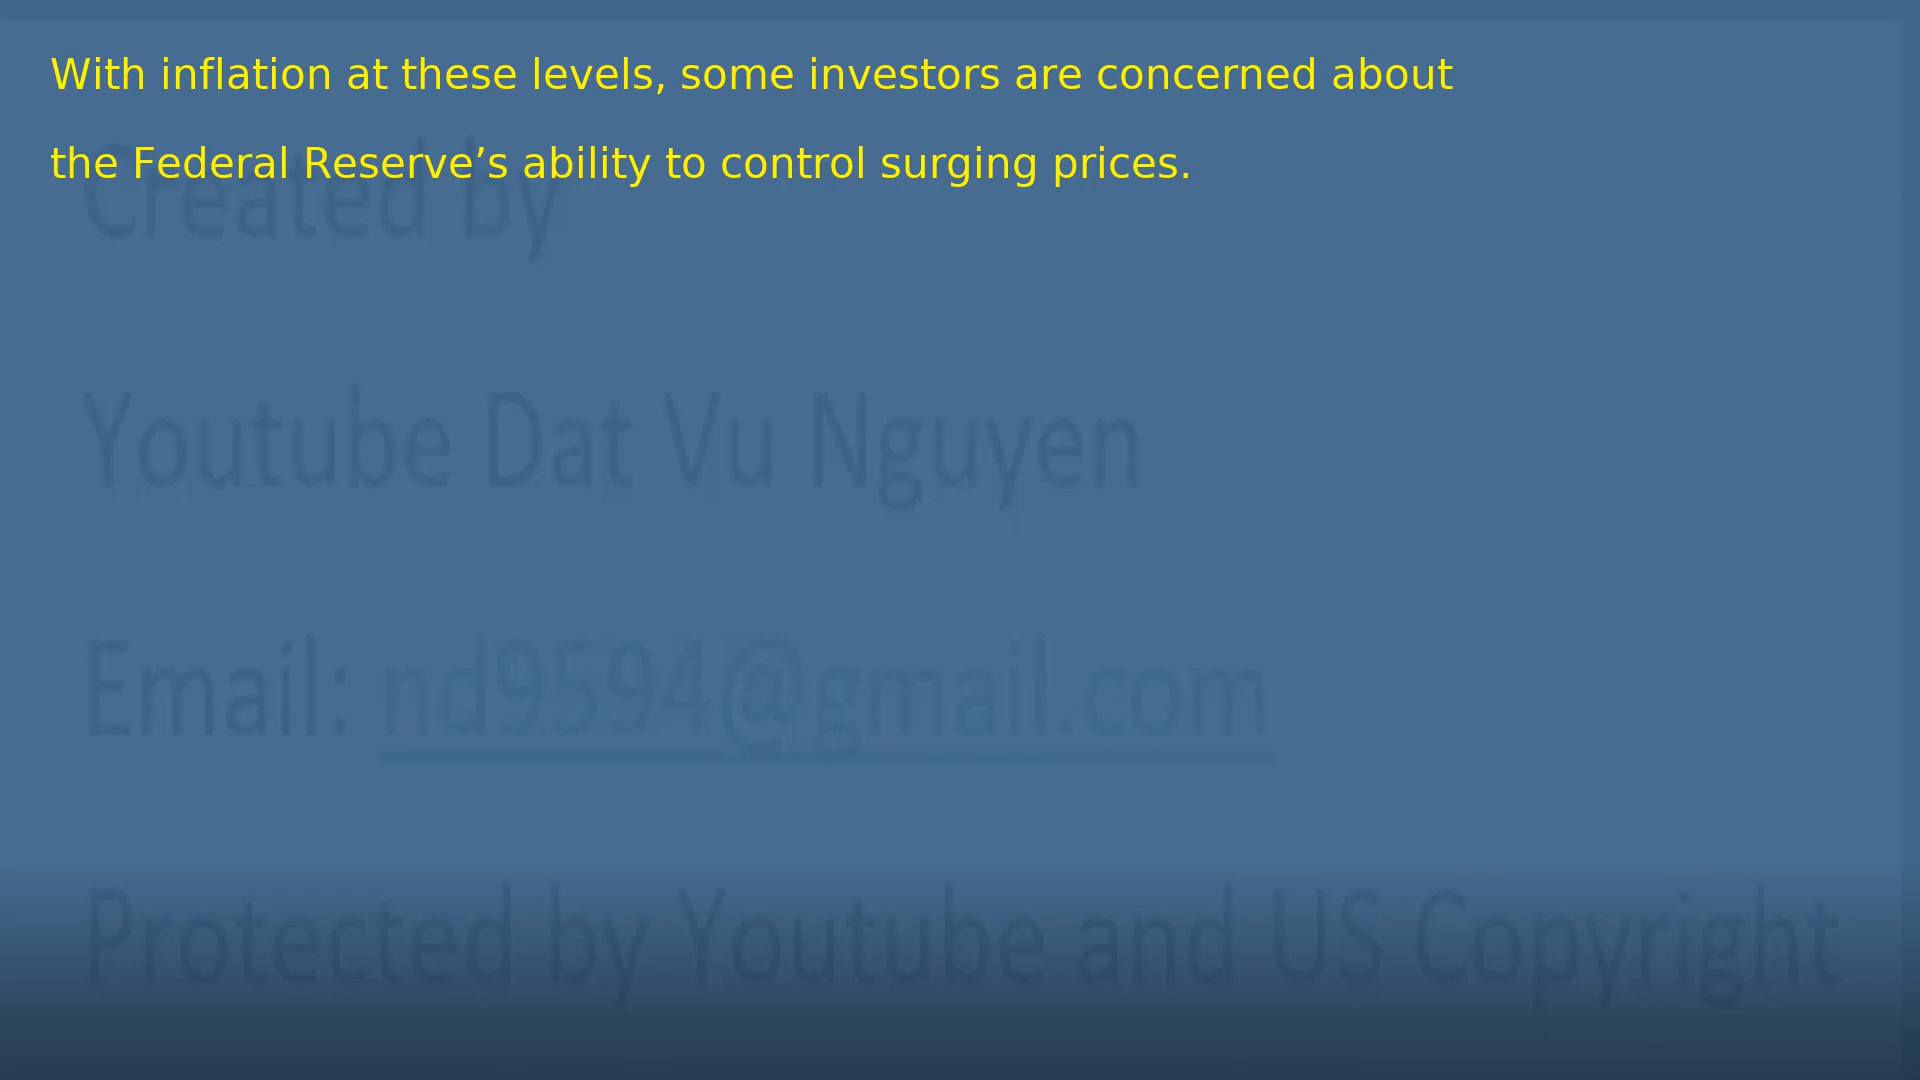 With inflation at these levels, some investors are concerned about
the Federal Reserve’s ability to control surging prices.
Created by
Youtube Dat Vu Nguyen
Email: nd9594@gmail.com
Protected by Youtube and US Copyright